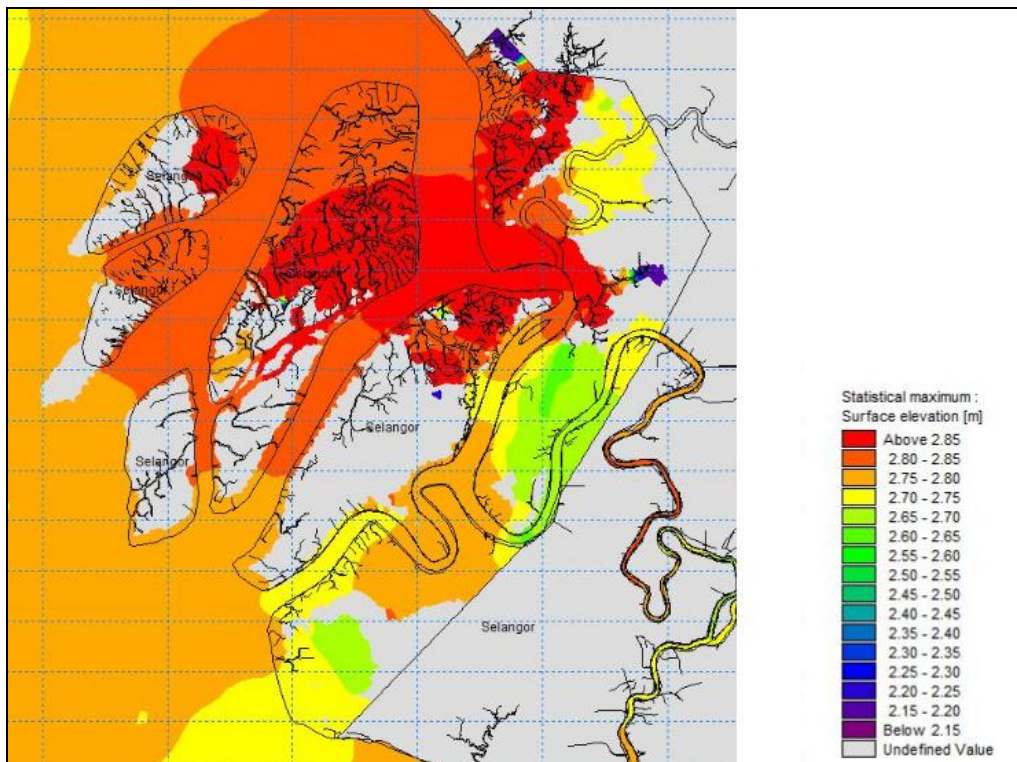 Selangor
Selangor
Selangor
Selangor
Selangor
Selangor
Statistical maximum :
Surface elevation [m]
Above 2.85
2.80 - 2.85
2.75 - 2.80
2.70 - 2.75
2.65 - 2.70
2.60 - 2.65
2.55 - 2.60
2.50 - 2.55
2.45 - 2.50
2.40 - 2.45
2.35 - 2.40
2.30 - 2.35
2.25 - 2.30
2.20 - 2.25
2.15 - 2.20
Below 2.15
Undefined Value